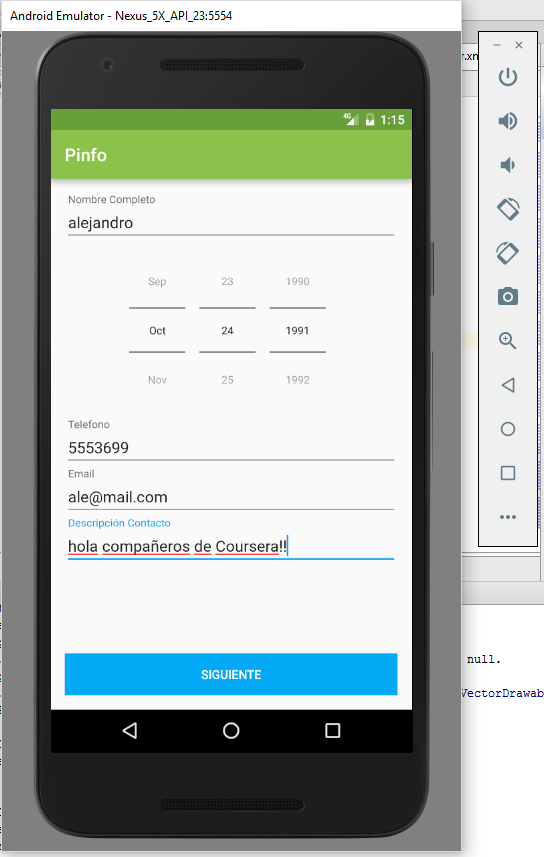 Android Emulator - Nexus_5X_API_23:5554
4G 1:15
Pinfo
Nombre Completo
alejandro
Sep 23 1990
Oct 24 1991
Nov 25 1992
Telefono
5553699
Email
ale@mail.com
Descripción Contacto
hola compañeros de Coursera!!
SIGUIENTE
r.xm
null.
VectorDrawab